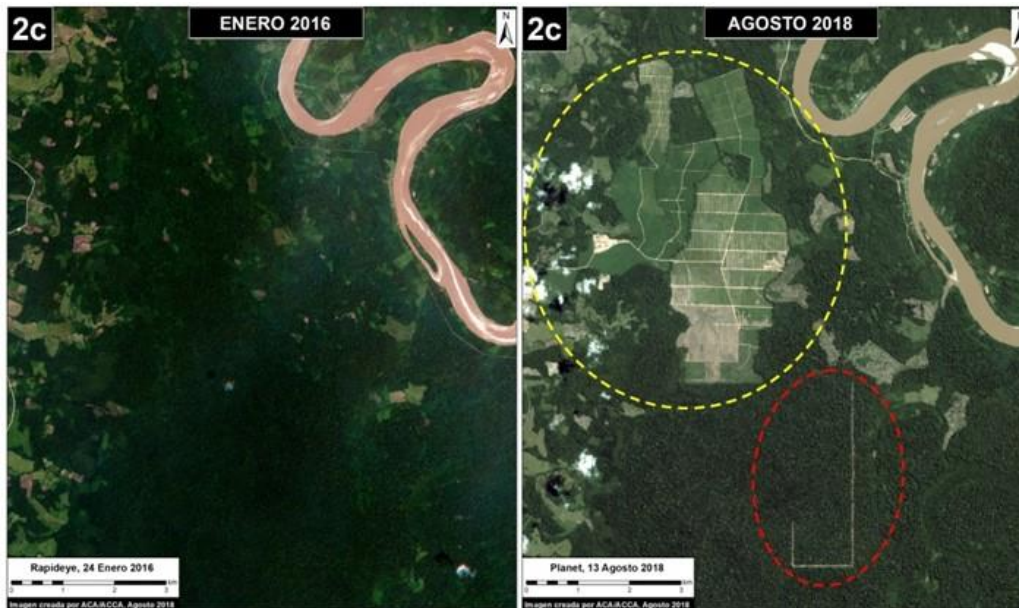 2c
ENERO 2016
N
Rapideye, 24 Enero 2016
0 1 2 3
km
Imagen creada por ACA/ACCA. Agosto 2018
2c
AGOSTO 2018
N
Planet, 13 Agosto 2018
0 1 2 3
km
Imagen creada por ACA/ACCA. Agosto 2018